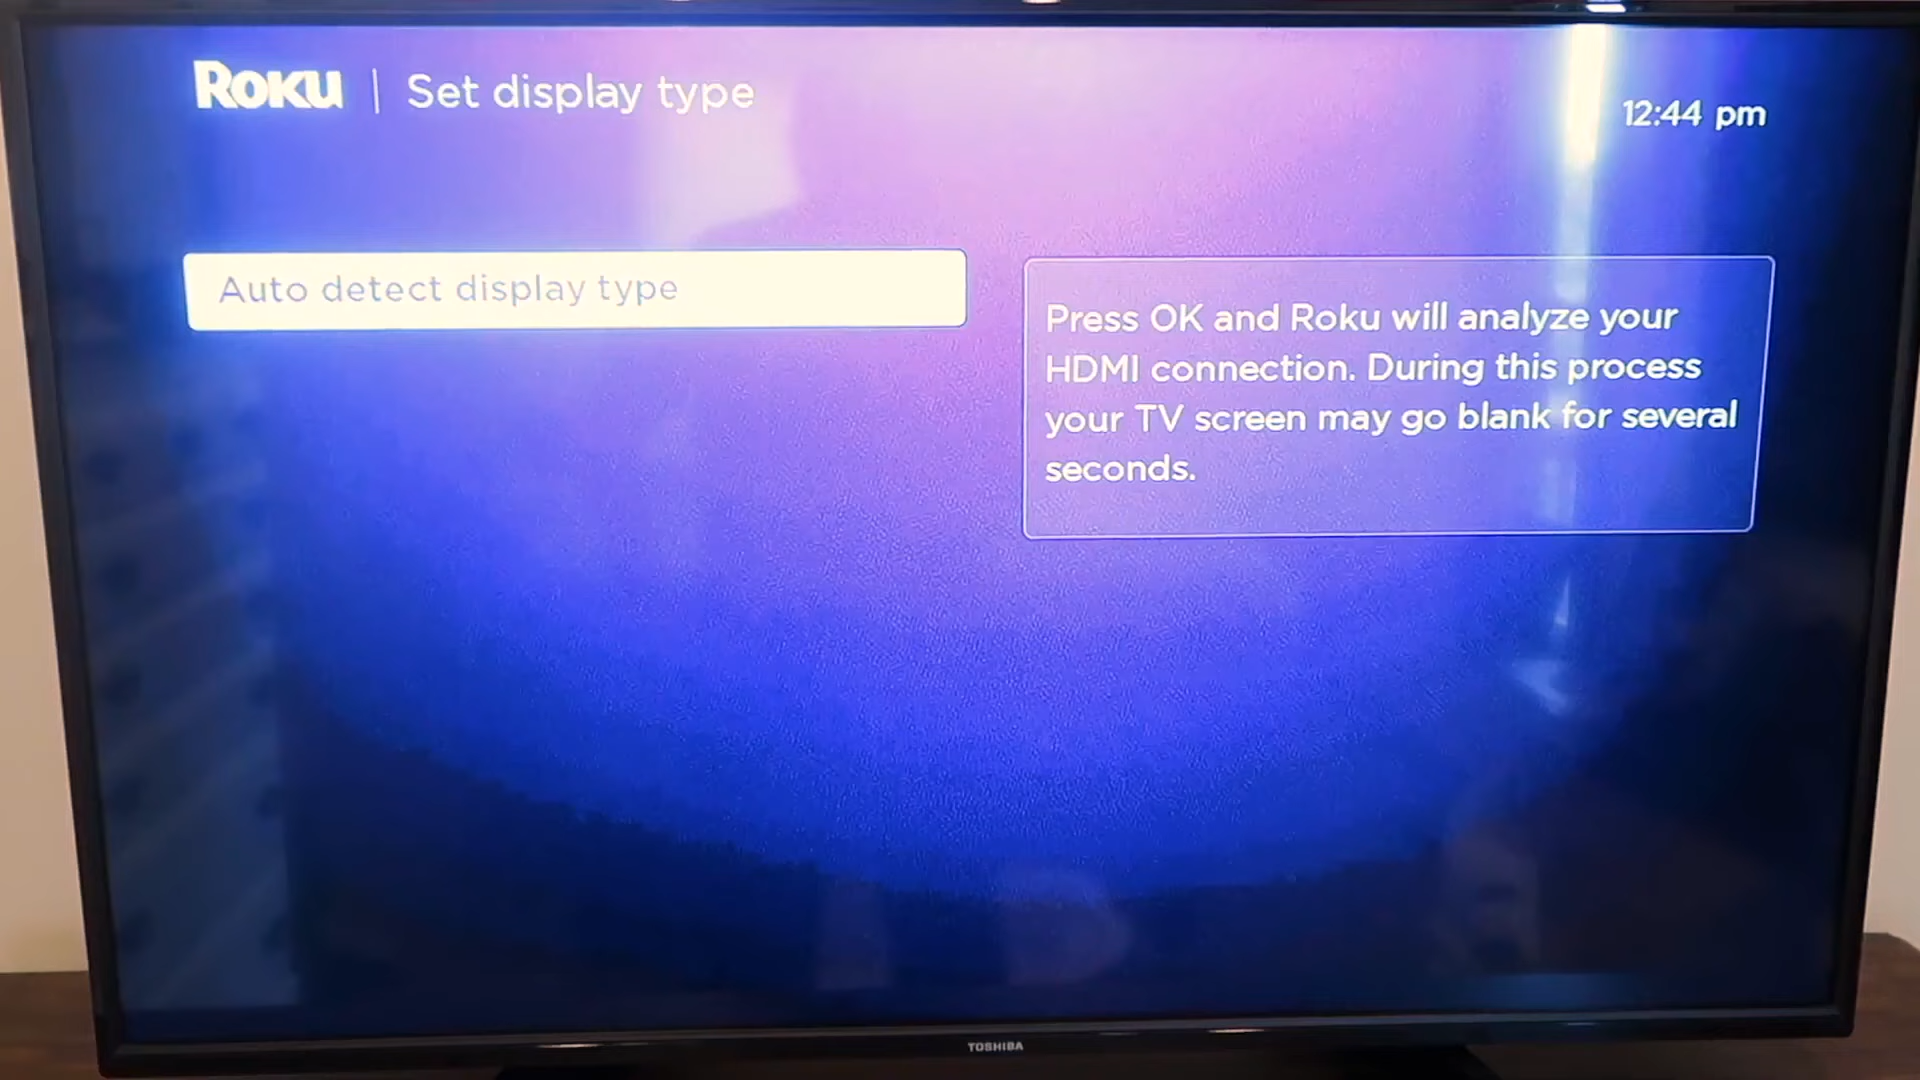 Roku | Set display type
12:44 pm
Auto detect display type
Press OK and Roku will analyze your
HDMI connection. During this process
your TV screen may go blank for several
seconds.
TOSHIBA